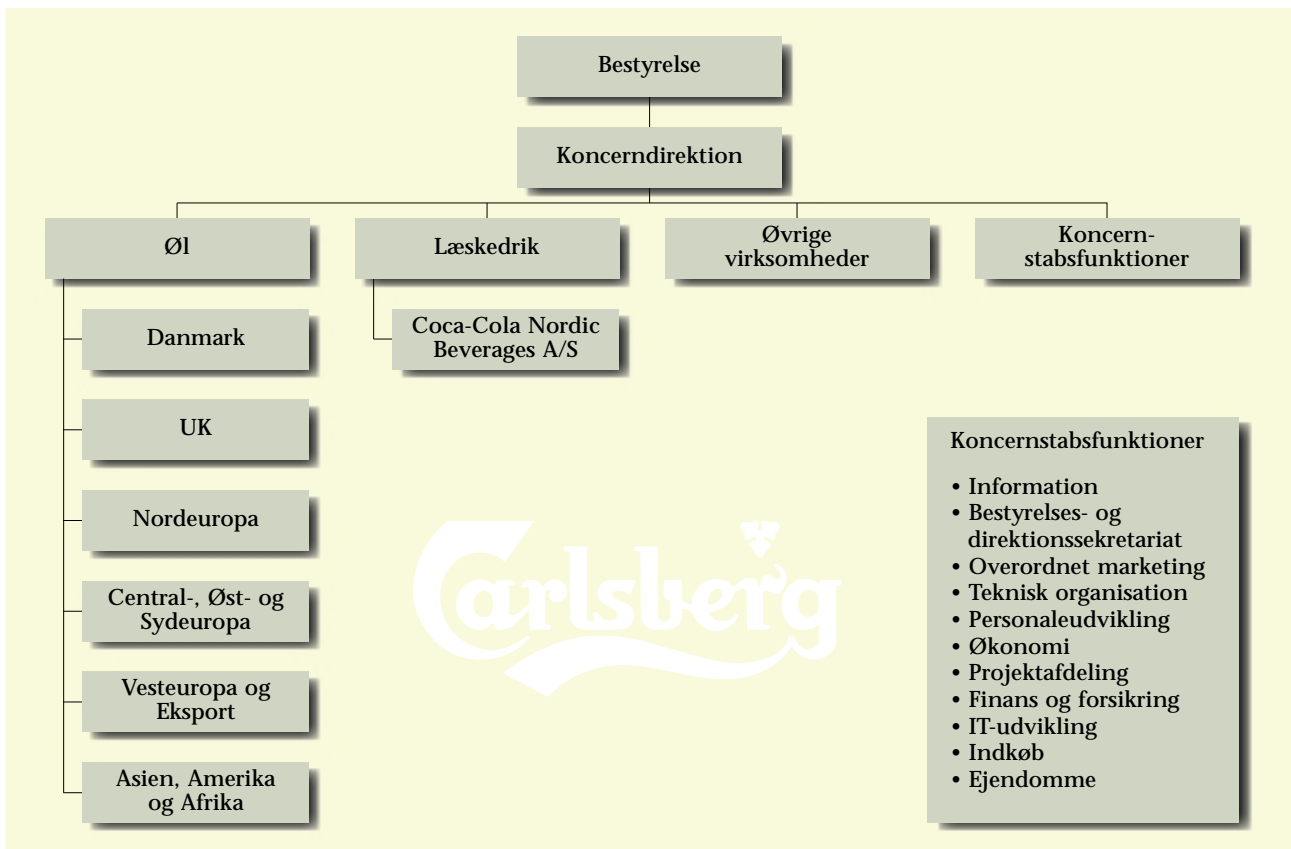 Bestyrelse
Koncerndirektion
Øl
Læskedrik
Øvrige
virksomheder
Koncern-
stabsfunktioner
Danmark
UK
Nordeuropa
Central-, Øst- og
Sydeuropa
Vesteuropa og
Eksport
Asien, Amerika
og Afrika
Coca-Cola Nordic
Beverages A/S
Carlsberg
Koncernstabsfunktioner
• Information
• Bestyrelses- og
direktionssekretariat
• Overordnet marketing
• Teknisk organisation
• Personaleudvikling
• Økonomi
• Projektafdeling
• Finans og forsikring
• IT-udvikling
• Indkøb
• Ejendomme